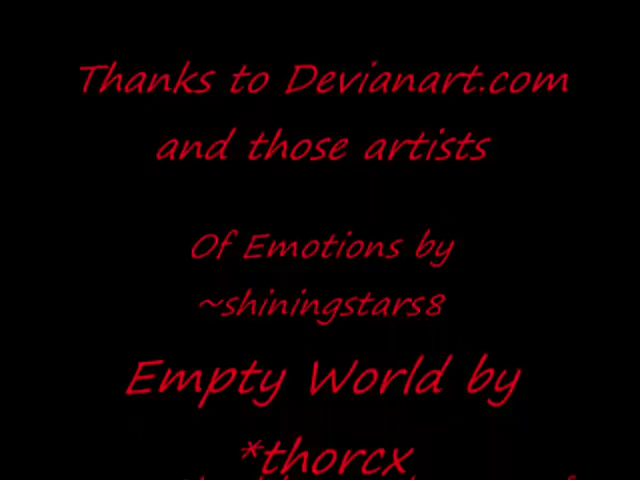 Thanks to Devianart.com
and those artists
Of Emotions by
~shiningstars8
Empty World by
*thorcx